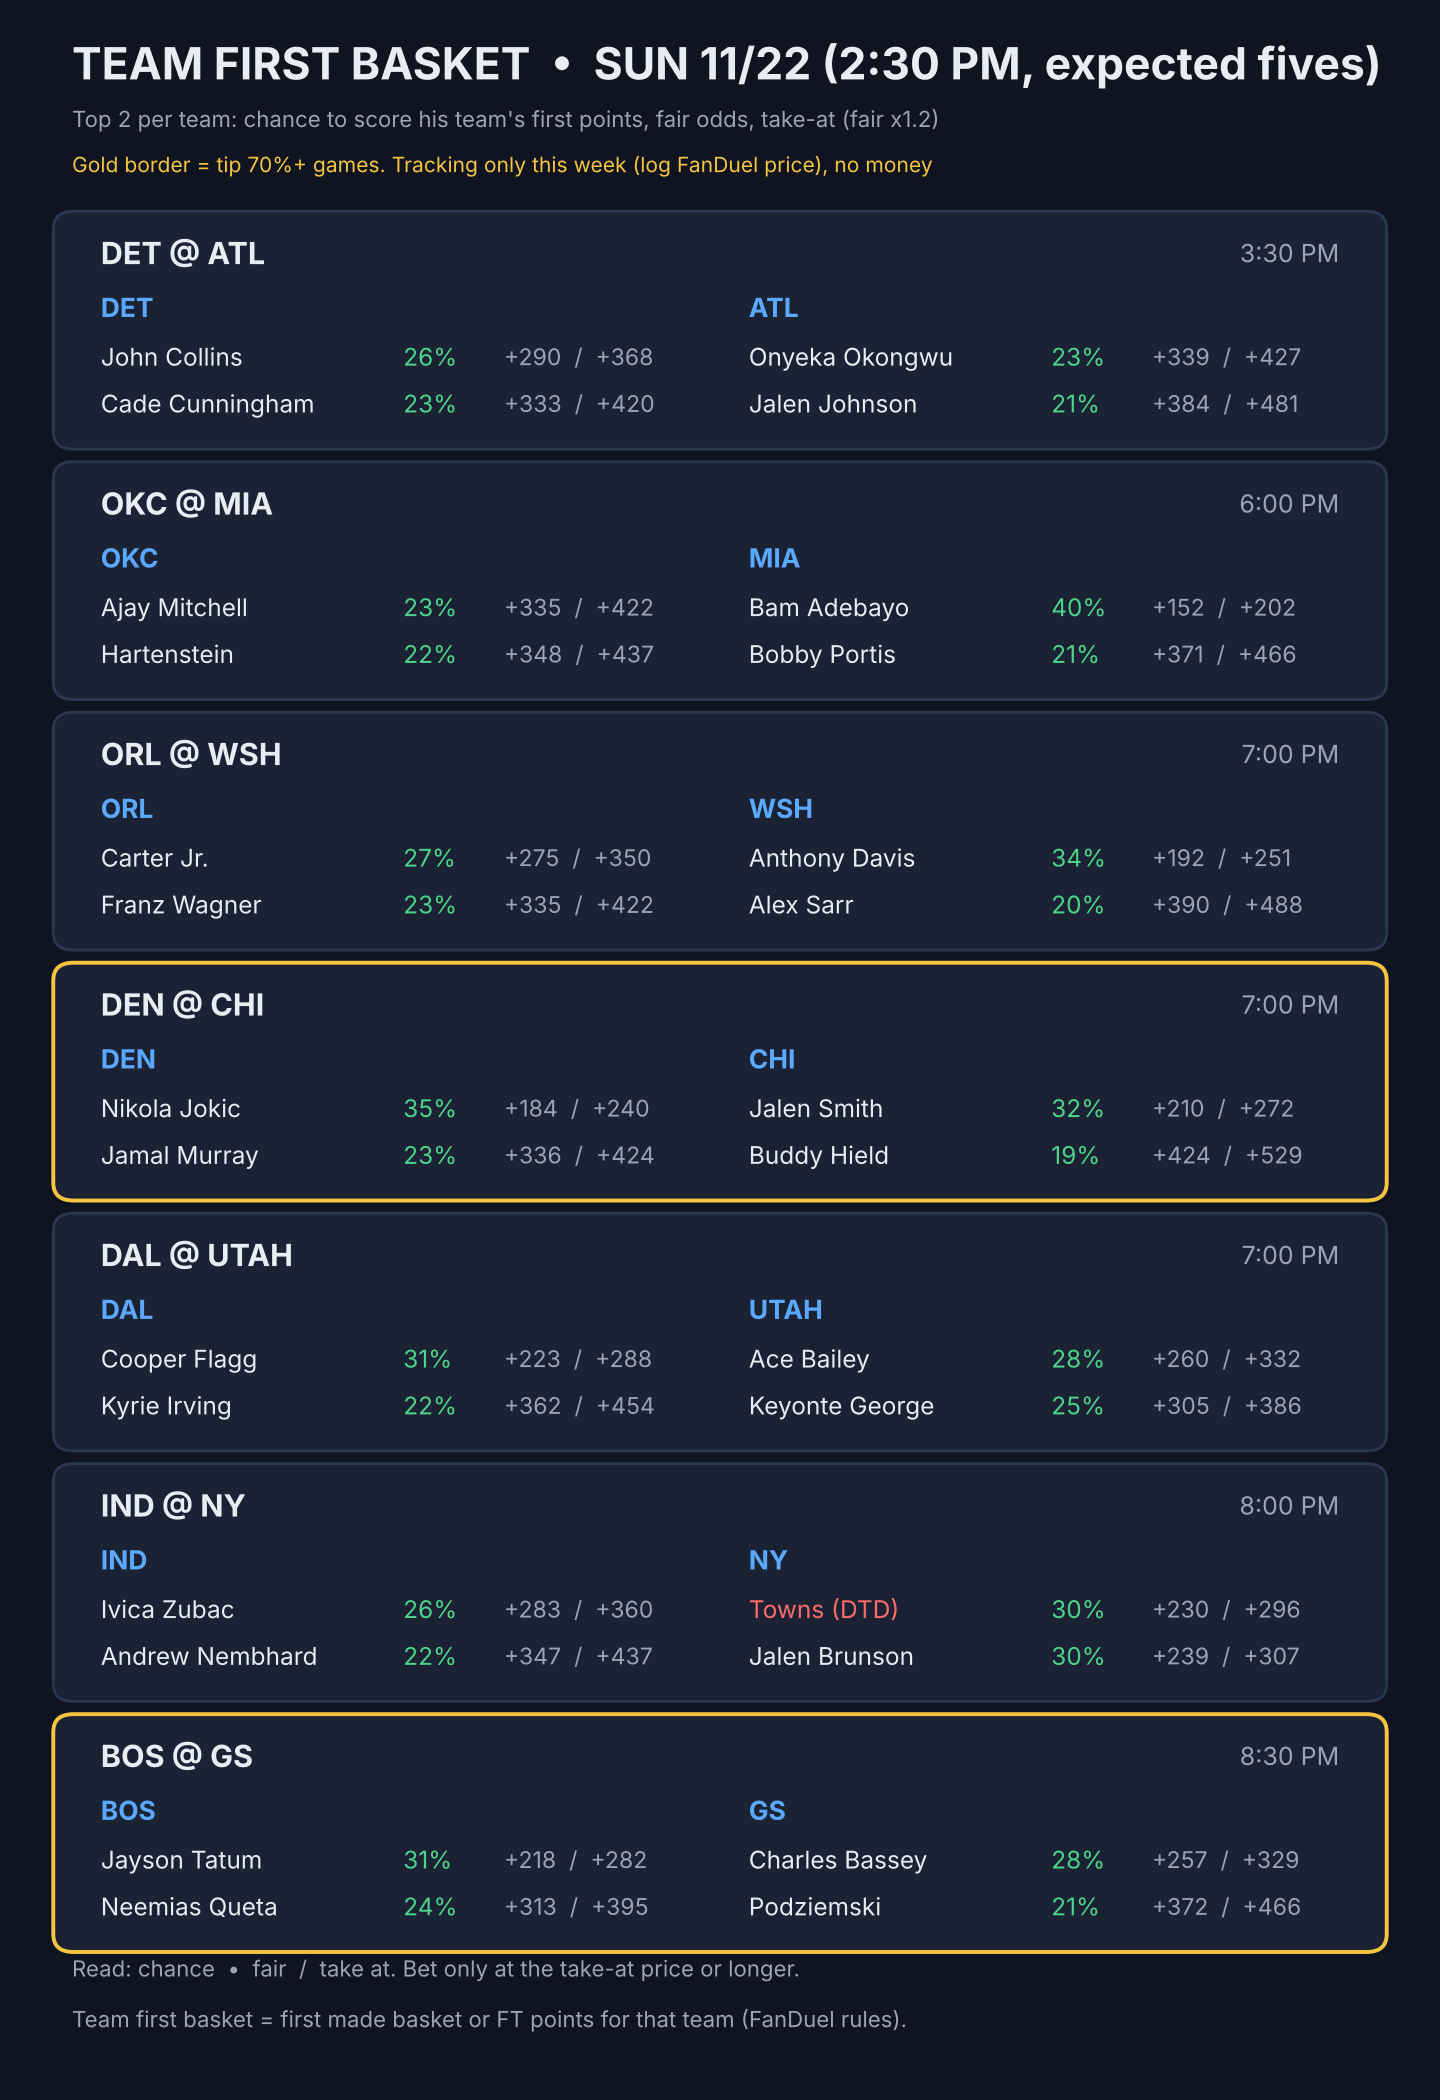 TEAM FIRST BASKET • SUN 11/22 (2:30 PM, expected fives)
Top 2 per team: chance to score his team's first points, fair odds, take-at (fair x1.2)
Gold border = tip 70%+ games. Tracking only this week (log FanDuel price), no money
DET @ ATL 3:30 PM
DET ATL
John Collins 26% +290 / +368 Onyeka Okongwu 23% +339 / +427
Cade Cunningham 23% +333 / +420 Jalen Johnson 21% +384 / +481
OKC @ MIA 6:00 PM
OKC MIA
Ajay Mitchell 23% +335 / +422 Bam Adebayo 40% +152 / +202
Hartenstein 22% +348 / +437 Bobby Portis 21% +371 / +466
ORL @ WSH 7:00 PM
ORL WSH
Carter Jr. 27% +275 / +350 Anthony Davis 34% +192 / +251
Franz Wagner 23% +335 / +422 Alex Sarr 20% +390 / +488
DEN @ CHI 7:00 PM
DEN CHI
Nikola Jokic 35% +184 / +240 Jalen Smith 32% +210 / +272
Jamal Murray 23% +336 / +424 Buddy Hield 19% +424 / +529
DAL @ UTAH 7:00 PM
DAL UTAH
Cooper Flagg 31% +223 / +288 Ace Bailey 28% +260 / +332
Kyrie Irving 22% +362 / +454 Keyonte George 25% +305 / +386
IND @ NY 8:00 PM
IND NY
Ivica Zubac 26% +283 / +360 Towns (DTD) 30% +230 / +296
Andrew Nembhard 22% +347 / +437 Jalen Brunson 30% +239 / +307
BOS @ GS 8:30 PM
BOS GS
Jayson Tatum 31% +218 / +282 Charles Bassey 28% +257 / +329
Neemias Queta 24% +313 / +395 Podziemski 21% +372 / +466
Read: chance • fair / take at. Bet only at the take-at price or longer.
Team first basket = first made basket or FT points for that team (FanDuel rules).